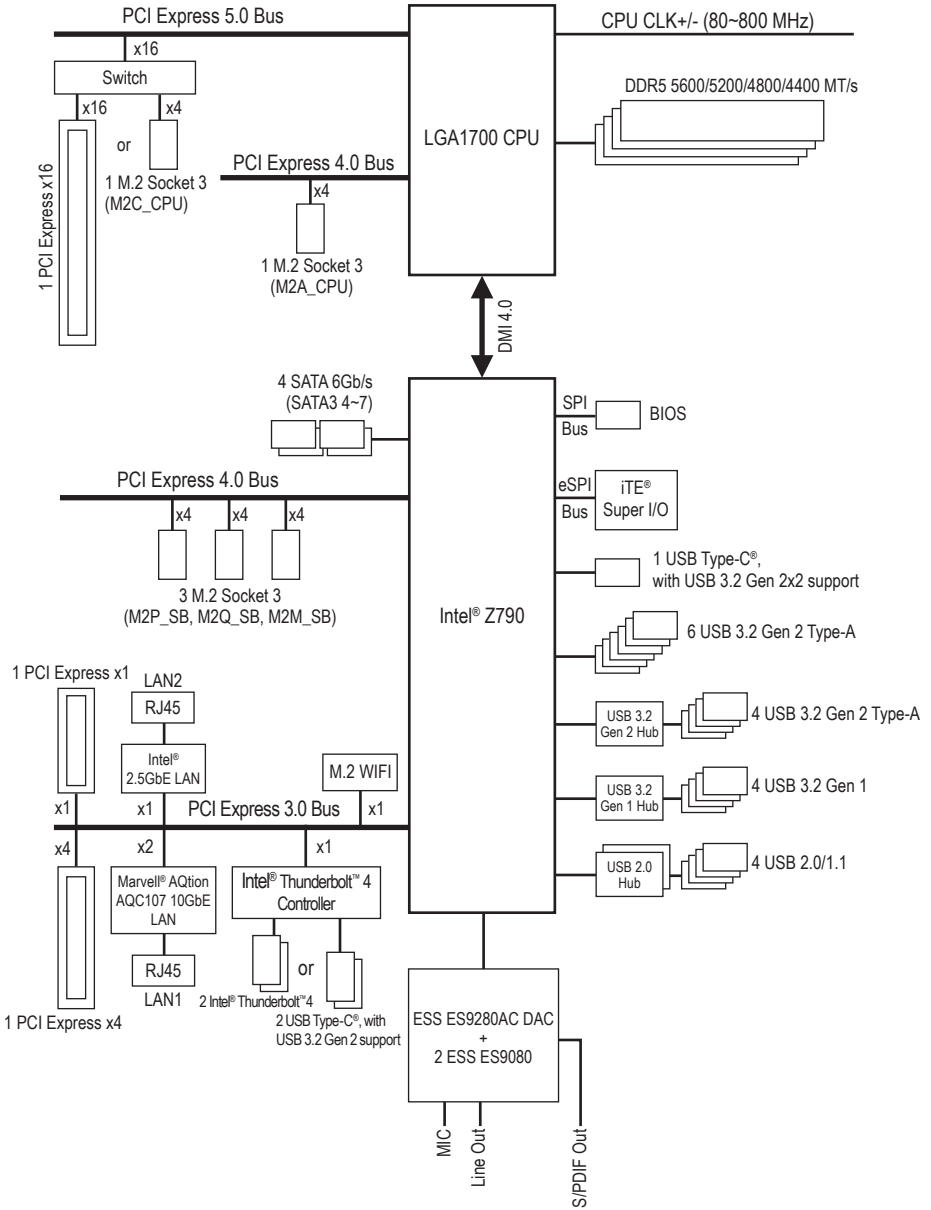 PCI Express 5.0 Bus
CPU CLK+/- (80~800 MHz)
x16
Switch
DDR5 5600/5200/4800/4400 MT/s
x16
x4
or
LGA1700 CPU
1 M.2 Socket 3
(M2C_CPU)
1 PCI Express x16
PCI Express 4.0 Bus
x4
1 M.2 Socket 3
(M2A_CPU)
DMI 4.0
4 SATA 6Gb/s
(SATA3 4~7)
SPI
Bus
BIOS
PCI Express 4.0 Bus
eSPI
Bus
iTE®
Super I/O
x4
x4
x4
3 M.2 Socket 3
(M2P_SB, M2Q_SB, M2M_SB)
1 USB Type-C®,
with USB 3.2 Gen 2x2 support
Intel® Z790
6 USB 3.2 Gen 2 Type-A
1 PCI Express x1
LAN2
RJ45
Intel®
2.5GbE LAN
M.2 WIFI
USB 3.2
Gen 2 Hub
4 USB 3.2 Gen 2 Type-A
x1
x1
PCI Express 3.0 Bus
x1
USB 3.2
Gen 1 Hub
4 USB 3.2 Gen 1
x4
x2
x1
Marvell® AQtion
AQC107 10GbE
LAN
Intel® Thunderbolt™ 4
Controller
USB 2.0
Hub
4 USB 2.0/1.1
RJ45
LAN1
or
2 Intel® Thunderbolt™4
2 USB Type-C®, with
USB 3.2 Gen 2 support
1 PCI Express x4
ESS ES9280AC DAC
+
2 ESS ES9080
MIC
Line Out
S/PDIF Out